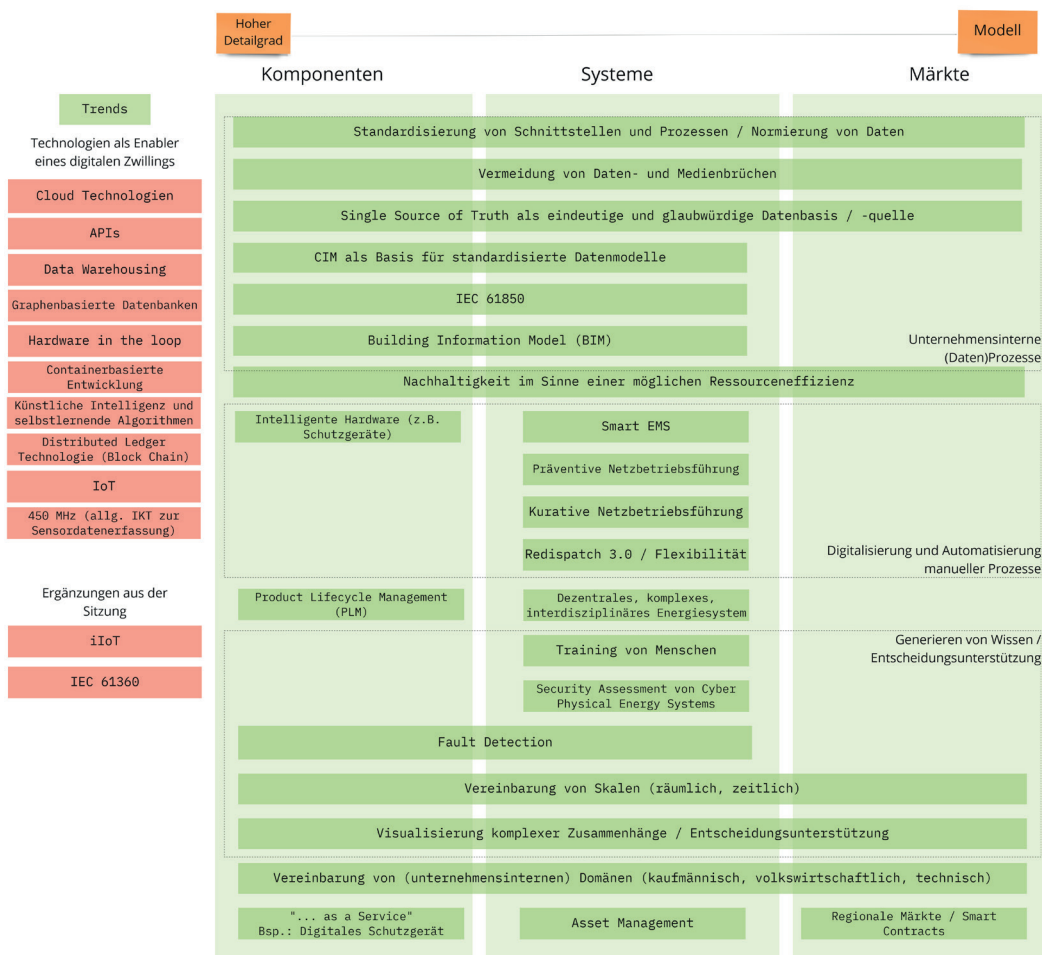 Hoher
Detailgrad
Modell
Komponenten
Systeme
Märkte
Trends
Technologien als Enabler
eines digitalen Zwillings
Cloud Technologien
APIs
Data Warehousing
Graphenbasierte Datenbanken
Hardware in the loop
Containerbasierte
Entwicklung
Künstliche Intelligenz und
selbstlernende Algorithmen
Distributed Ledger
Technologie (Block Chain)
IoT
450 MHz (allg. IKT zur
Sensordatenerfassung)
Ergänzungen aus der
Sitzung
iIoT
IEC 61360
Standardisierung von Schnittstellen und Prozessen / Normierung von Daten
Vermeidung von Daten- und Medienbrüchen
Single Source of Truth als eindeutige und glaubwürdige Datenbasis / -quelle
CIM als Basis für standardisierte Datenmodelle
IEC 61850
Building Information Model (BIM)
Unternehmensinterne
(Daten)Prozesse
Nachhaltigkeit im Sinne einer möglichen Ressourceneffizienz
Intelligente Hardware (z.B.
Schutzgeräte)
Smart EMS
Präventive Netzbetriebsführung
Kurative Netzbetriebsführung
Redispatch 3.0 / Flexibilität
Digitalisierung und Automatisierung
manueller Prozesse
Product Lifecycle Management
(PLM)
Dezentrales, komplexes,
interdisziplinäres Energiesystem
Generieren von Wissen /
Entscheidungsunterstützung
Training von Menschen
Security Assessment von Cyber
Physical Energy Systems
Fault Detection
Vereinbarung von Skalen (räumlich, zeitlich)
Visualisierung komplexer Zusammenhänge / Entscheidungsunterstützung
Vereinbarung von (unternehmensinternen) Domänen (kaufmännisch, volkswirtschaftlich, technisch)
"... as a Service"
Bsp.: Digitales Schutzgerät
Asset Management
Regionale Märkte / Smart
Contracts